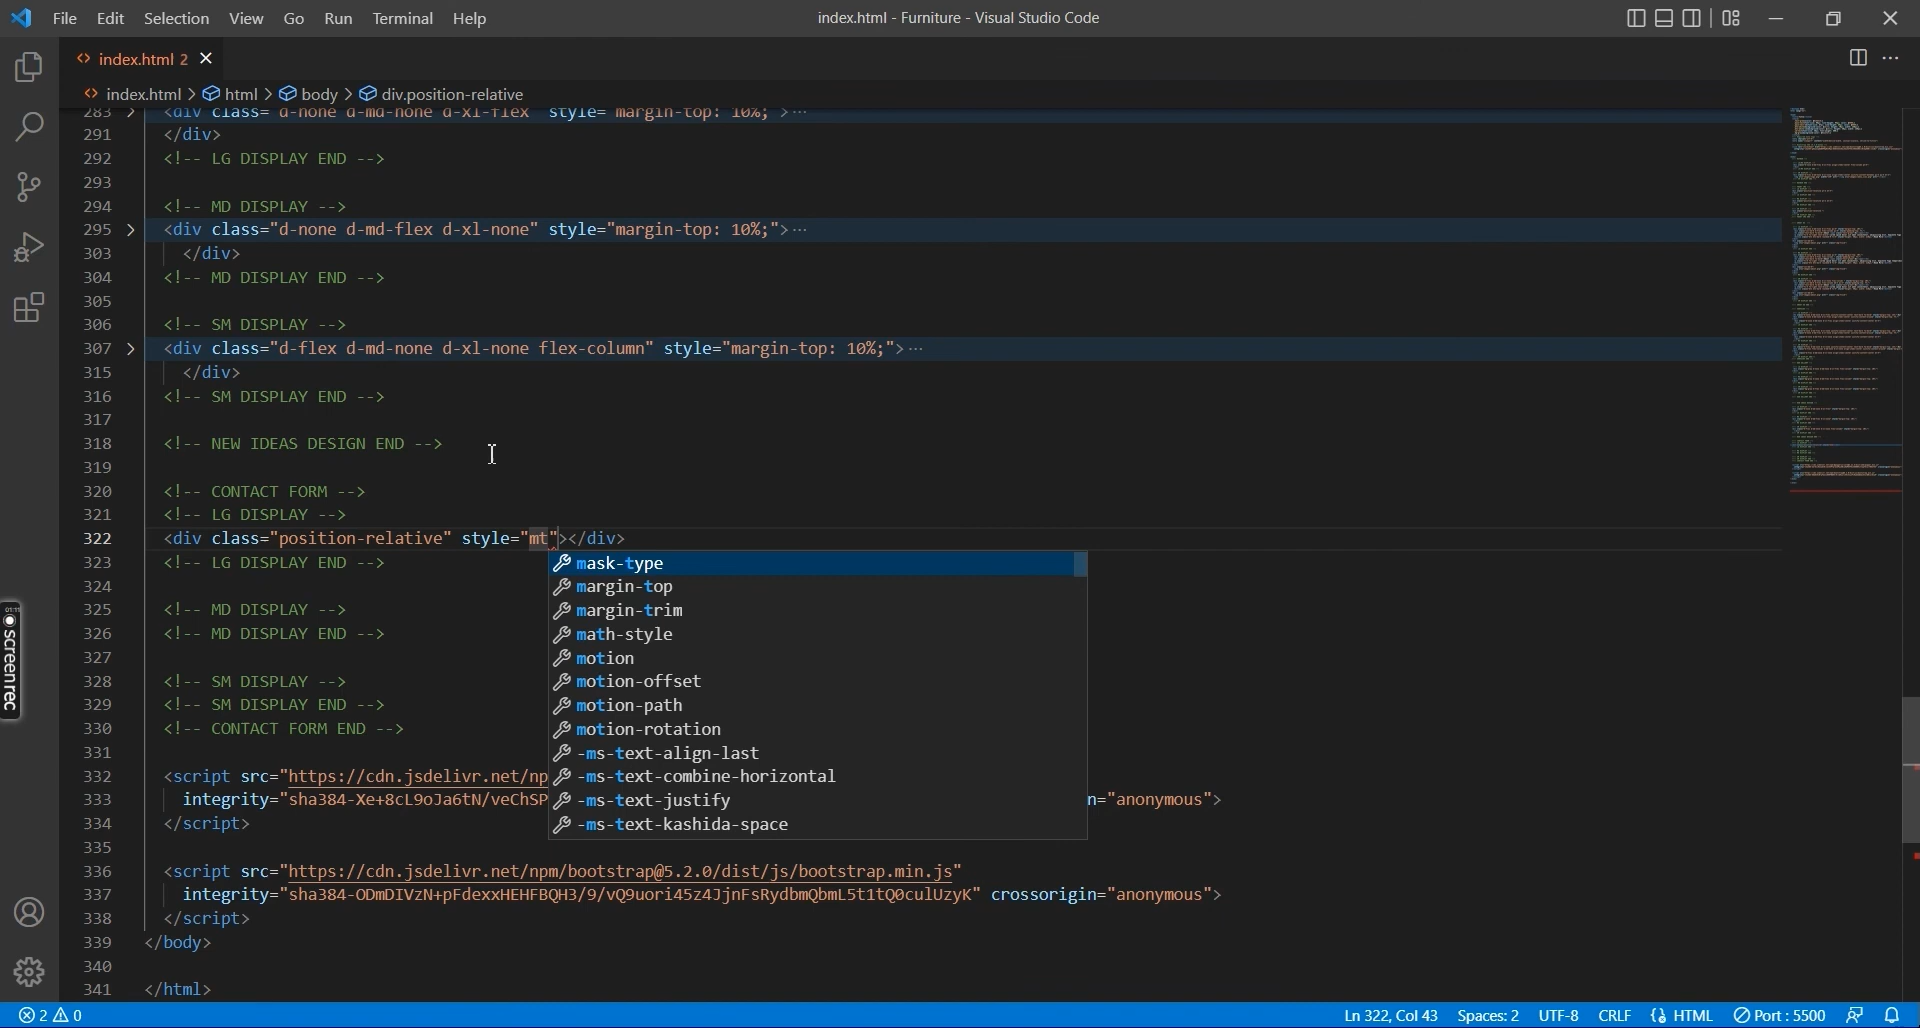 File Edit Selection View Go Run Terminal Help
index.html - Furniture - Visual Studio Code
index.html 2
index.html > html > body > div.position-relative
283 <div class="d-none d-md-none d-xl-flex" style="margin-top: 10%;">···
291 </div>
292 <!-- LG DISPLAY END -->
293
294 <!-- MD DISPLAY -->
295 <div class="d-none d-md-flex d-xl-none" style="margin-top: 10%;">···
303 </div>
304 <!-- MD DISPLAY END -->
305
306 <!-- SM DISPLAY -->
307 <div class="d-flex d-md-none d-xl-none flex-column" style="margin-top: 10%;">···
315 </div>
316 <!-- SM DISPLAY END -->
317
318 <!-- NEW IDEAS DESIGN END -->
319
320 <!-- CONTACT FORM -->
321 <!-- LG DISPLAY -->
322 <div class="position-relative" style="mt"></div>
323 <!-- LG DISPLAY END -->
324
325 <!-- MD DISPLAY -->
326 <!-- MD DISPLAY END -->
327
328 <!-- SM DISPLAY -->
329 <!-- SM DISPLAY END -->
330 <!-- CONTACT FORM END -->
331
332 <script src="https://cdn.jsdelivr.net/np
333 integrity="sha384-Xe+8cL9oJa6tN/veChSP n="anonymous">
334 </script>
335
336 <script src="https://cdn.jsdelivr.net/npm/bootstrap@5.2.0/dist/js/bootstrap.min.js"
337 integrity="sha384-ODmDIVzN+pFdexxHEHFBQH3/9/vQ9uori45z4JjnFsRydbmQbmL5t1tQ0culUzyK" crossorigin="anonymous">
338 </script>
339 </body>
340
341 </html>
mask-type
margin-top
margin-trim
math-style
motion
motion-offset
motion-path
motion-rotation
-ms-text-align-last
-ms-text-combine-horizontal
-ms-text-justify
-ms-text-kashida-space
01:11
screenrec
2 0
Ln 322, Col 43 Spaces: 2 UTF-8 CRLF HTML Port : 5500